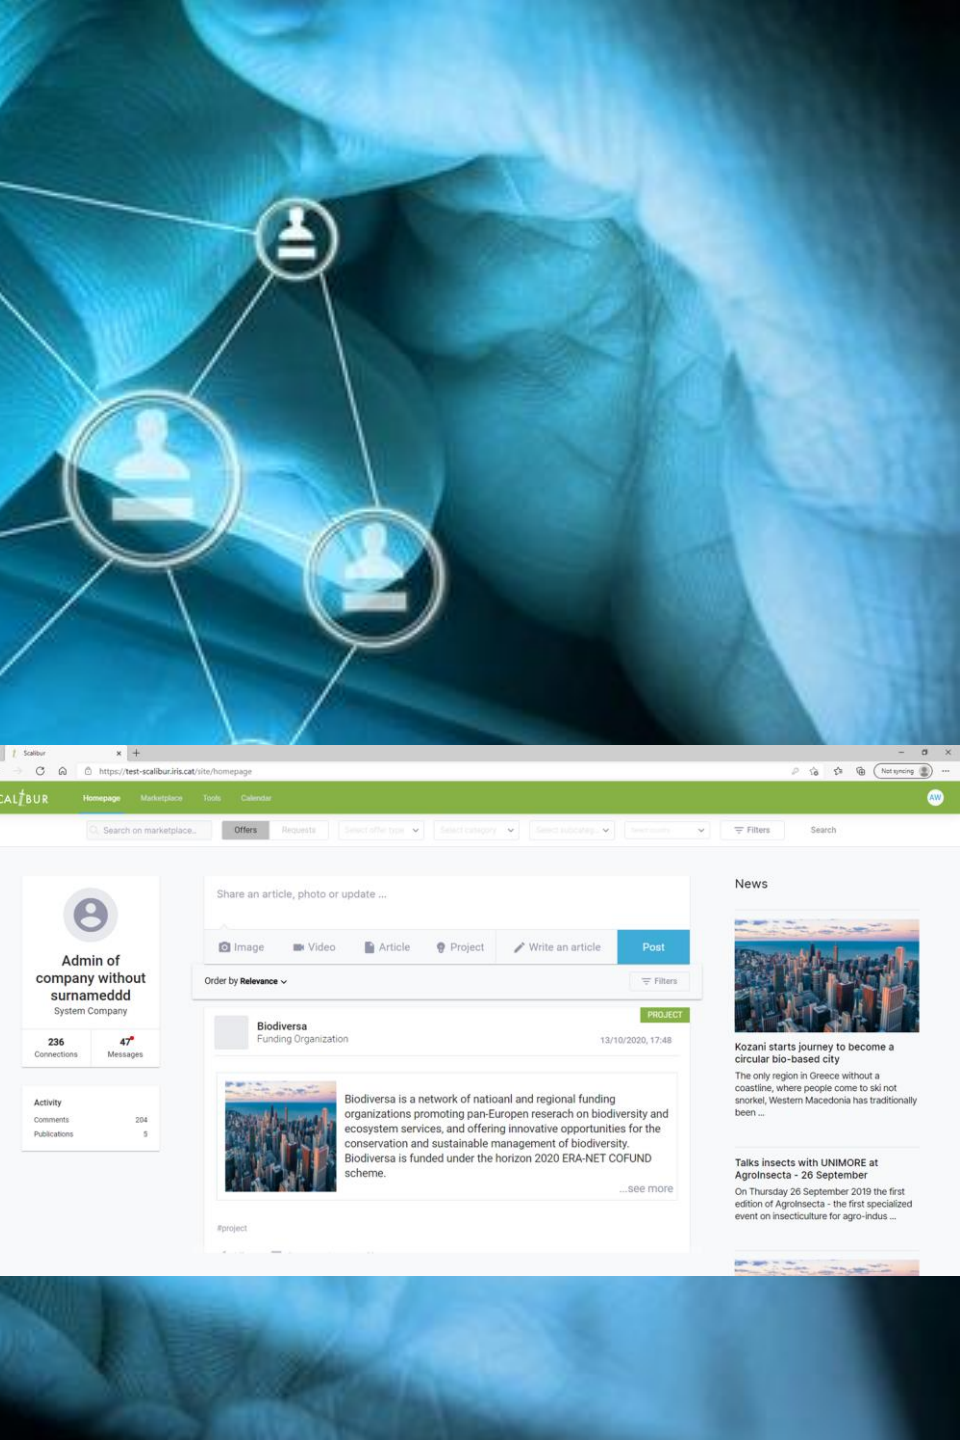 Scalibur
https://test-scalibur.iris.cat/site/homepage
Not syncing
CALIBUR
Homepage
Marketplace
Tools
Calendar
AW
Search on marketplace..
Offers
Requests
Select offer type
Select category
Select subcateg...
Filters
Search
Admin of
company without
surnameddd
System Company
236
Connections
47
Messages
Activity
Comments 204
Publications 5
Share an article, photo or update ...
Image
Video
Article
Project
Write an article
Post
Order by Relevance
Filters
PROJECT
Biodiversa
Funding Organization
13/10/2020, 17:48
Biodiversa is a network of natioanl and regional funding
organizations promoting pan-Europen reserach on biodiversity and
ecosystem services, and offering innovative opportunities for the
conservation and sustainable management of biodiversity.
Biodiversa is funded under the horizon 2020 ERA-NET COFUND
scheme.
...see more
#project
News
Kozani starts journey to become a
circular bio-based city
The only region in Greece without a
coastline, where people come to ski not
snorkel, Western Macedonia has traditionally
been ...
Talks insects with UNIMORE at
AgroInsecta - 26 September
On Thursday 26 September 2019 the first
edition of AgroInsecta - the first specialized
event on insecticulture for agro-indus ...